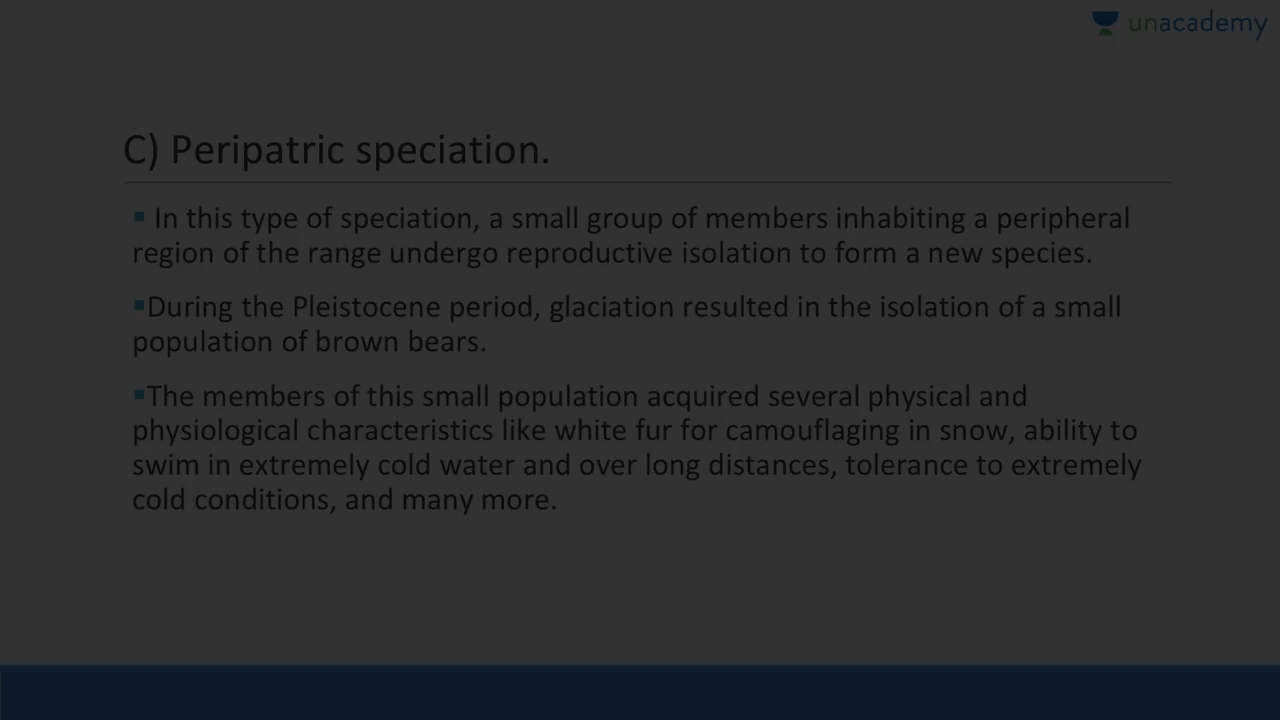 unacademy
C) Peripatric speciation.
▪ In this type of speciation, a small group of members inhabiting a peripheral
region of the range undergo reproductive isolation to form a new species.
▪During the Pleistocene period, glaciation resulted in the isolation of a small
population of brown bears.
▪The members of this small population acquired several physical and
physiological characteristics like white fur for camouflaging in snow, ability to
swim in extremely cold water and over long distances, tolerance to extremely
cold conditions, and many more.